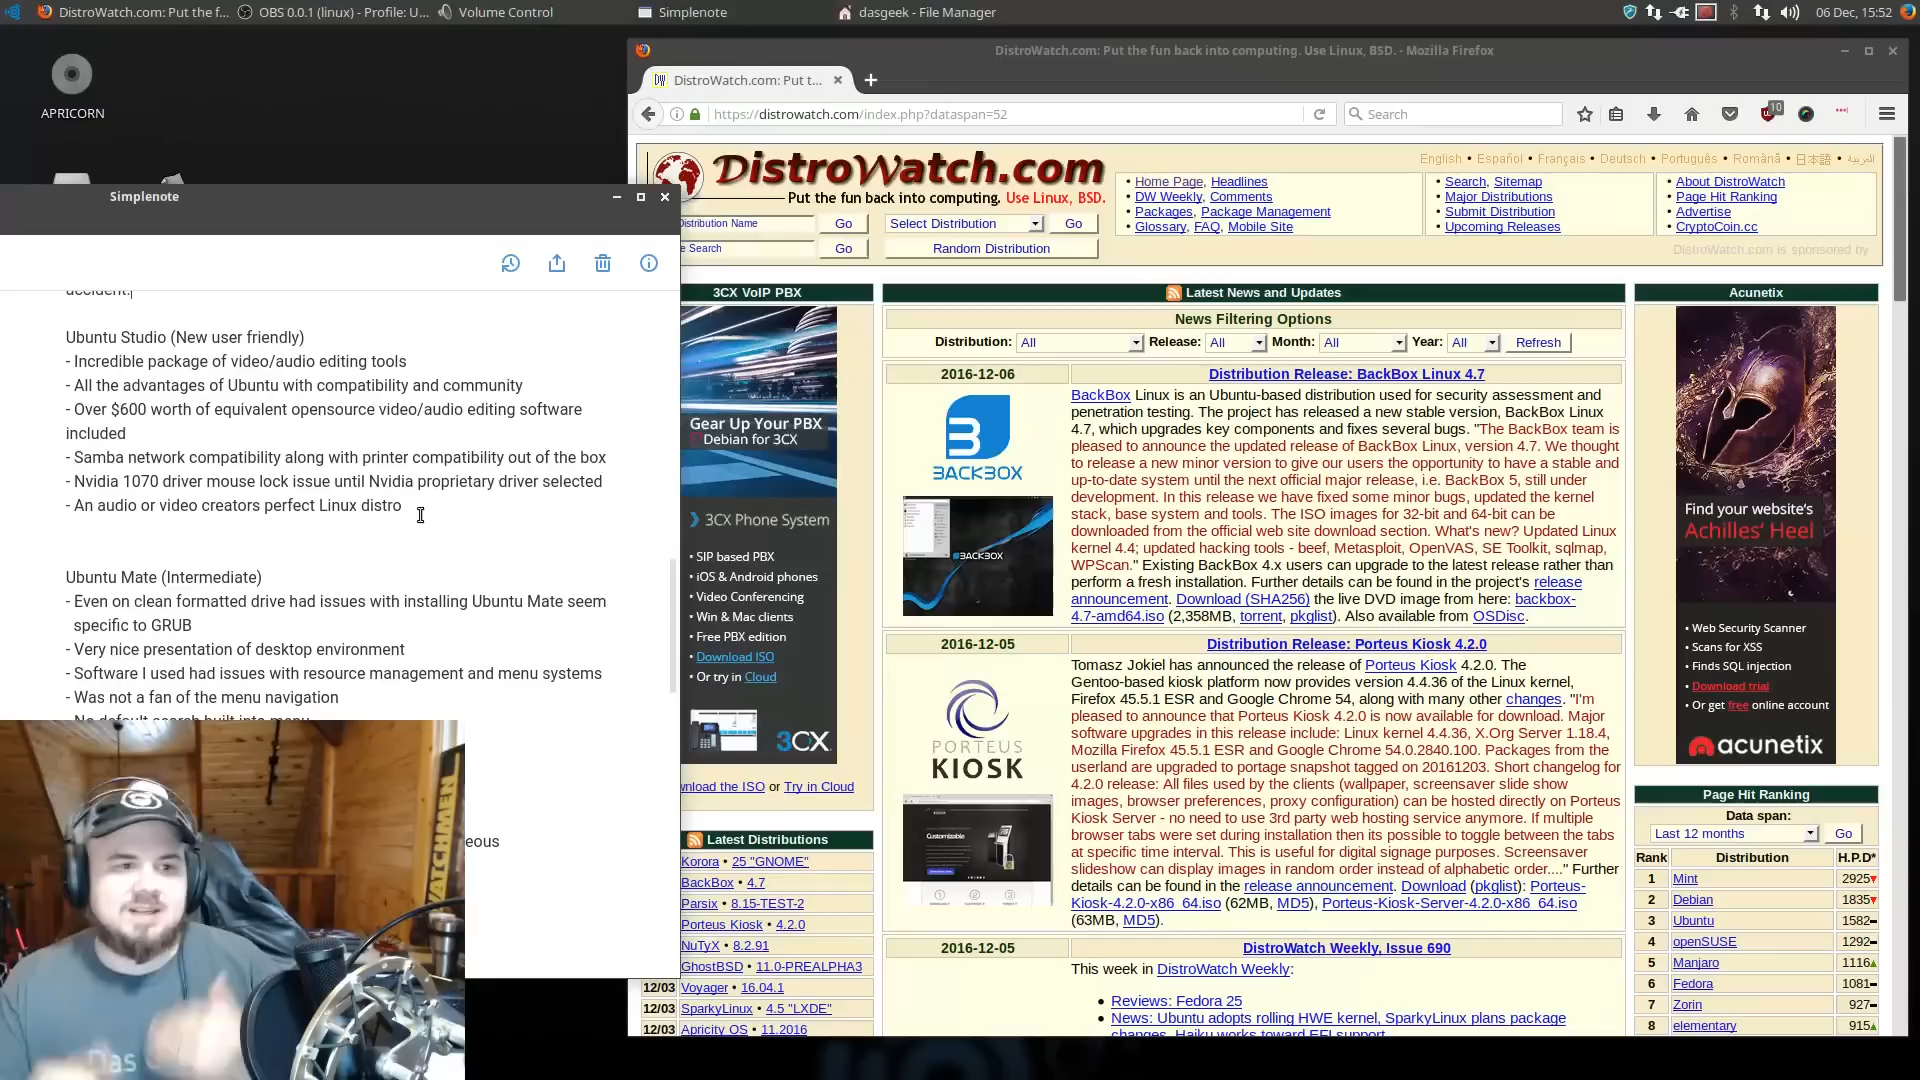 DistroWatch.com: Put the f...
OBS 0.0.1 (linux) - Profile: U...
Volume Control
Simplenote
dasgeek - File Manager
06 Dec, 15:52
APRICORN
DistroWatch.com: Put the fun back into computing. Use Linux, BSD. - Mozilla Firefox
DistroWatch.com: Put t...
https://distrowatch.com/index.php?dataspan=52
Search
10
DistroWatch.com
Put the fun back into computing. Use Linux, BSD.
English • Español • Français • Deutsch • Português • Română • 日本語 • العربية
• Home Page, Headlines
• DW Weekly, Comments
• Packages, Package Management
• Glossary, FAQ, Mobile Site
• Search, Sitemap
• Major Distributions
• Submit Distribution
• Upcoming Releases
• About DistroWatch
• Page Hit Ranking
• Advertise
• CryptoCoin.cc
Distribution Name
Go
Select Distribution
Go
Search
Go
Random Distribution
DistroWatch.com is sponsored by
Simplenote
Ubuntu Studio (New user friendly)
- Incredible package of video/audio editing tools
- All the advantages of Ubuntu with compatibility and community
- Over $600 worth of equivalent opensource video/audio editing software
included
- Samba network compatibility along with printer compatibility out of the box
- Nvidia 1070 driver mouse lock issue until Nvidia proprietary driver selected
- An audio or video creators perfect Linux distro
Ubuntu Mate (Intermediate)
- Even on clean formatted drive had issues with installing Ubuntu Mate seem
specific to GRUB
- Very nice presentation of desktop environment
- Software I used had issues with resource management and menu systems
- Was not a fan of the menu navigation
eous
WATCHMEN
Das
3CX VoIP PBX
Gear Up Your PBX
Debian for 3CX
3CX Phone System
• SIP based PBX
• iOS & Android phones
• Video Conferencing
• Win & Mac clients
• Free PBX edition
• Download ISO
• Or try in Cloud
3CX
wnload the ISO or Try in Cloud
Latest Distributions
Korora • 25 "GNOME"
BackBox • 4.7
Parsix • 8.15-TEST-2
Porteus Kiosk • 4.2.0
NuTyX • 8.2.91
GhostBSD • 11.0-PREALPHA3
12/03 Voyager • 16.04.1
12/03 SparkyLinux • 4.5 "LXDE"
12/03 Apricity OS • 11.2016
Latest News and Updates
News Filtering Options
Distribution: All Release: All Month: All Year: All Refresh
2016-12-06
Distribution Release: BackBox Linux 4.7
BACKBOX
BACKBOX
BackBox Linux is an Ubuntu-based distribution used for security assessment and
penetration testing. The project has released a new stable version, BackBox Linux
4.7, which upgrades key components and fixes several bugs. "The BackBox team is
pleased to announce the updated release of BackBox Linux, version 4.7. We thought
to release a new minor version to give our users the opportunity to have a stable and
up-to-date system until the next official major release, i.e. BackBox 5, still under
development. In this release we have fixed some minor bugs, updated the kernel
stack, base system and tools. The ISO images for 32-bit and 64-bit can be
downloaded from the official web site download section. What's new? Updated Linux
kernel 4.4; updated hacking tools - beef, Metasploit, OpenVAS, SE Toolkit, sqlmap,
WPScan." Existing BackBox 4.x users can upgrade to the latest release rather than
perform a fresh installation. Further details can be found in the project's release
announcement. Download (SHA256) the live DVD image from here: backbox-
4.7-amd64.iso (2,358MB, torrent, pkglist). Also available from OSDisc.
2016-12-05
Distribution Release: Porteus Kiosk 4.2.0
PORTEUS
KIOSK
Customizable
Tomasz Jokiel has announced the release of Porteus Kiosk 4.2.0. The
Gentoo-based kiosk platform now provides version 4.4.36 of the Linux kernel,
Firefox 45.5.1 ESR and Google Chrome 54, along with many other changes. "I'm
pleased to announce that Porteus Kiosk 4.2.0 is now available for download. Major
software upgrades in this release include: Linux kernel 4.4.36, X.Org Server 1.18.4,
Mozilla Firefox 45.5.1 ESR and Google Chrome 54.0.2840.100. Packages from the
userland are upgraded to portage snapshot tagged on 20161203. Short changelog for
4.2.0 release: All files used by the clients (wallpaper, screensaver slide show
images, browser preferences, proxy configuration) can be hosted directly on Porteus
Kiosk Server - no need to use 3rd party web hosting service anymore. If multiple
browser tabs were set during installation then its possible to toggle between the tabs
at specific time interval. This is useful for digital signage purposes. Screensaver
slideshow can display images in random order instead of alphabetic order...." Further
details can be found in the release announcement. Download (pkglist): Porteus-
Kiosk-4.2.0-x86_64.iso (62MB, MD5), Porteus-Kiosk-Server-4.2.0-x86_64.iso
(63MB, MD5).
2016-12-05
DistroWatch Weekly, Issue 690
This week in DistroWatch Weekly:
• Reviews: Fedora 25
• News: Ubuntu adopts rolling HWE kernel, SparkyLinux plans package
changes, Haiku works toward EFI support
Acunetix
Find your website's
Achilles' Heel
• Web Security Scanner
• Scans for XSS
• Finds SQL injection
• Download trial
• Or get free online account
acunetix
Page Hit Ranking
Data span:
Last 12 months Go
Rank Distribution H.P.D*
1 Mint 2925
2 Debian 1835
3 Ubuntu 1582
4 openSUSE 1292
5 Manjaro 1116
6 Fedora 1081
7 Zorin 927
8 elementary 915